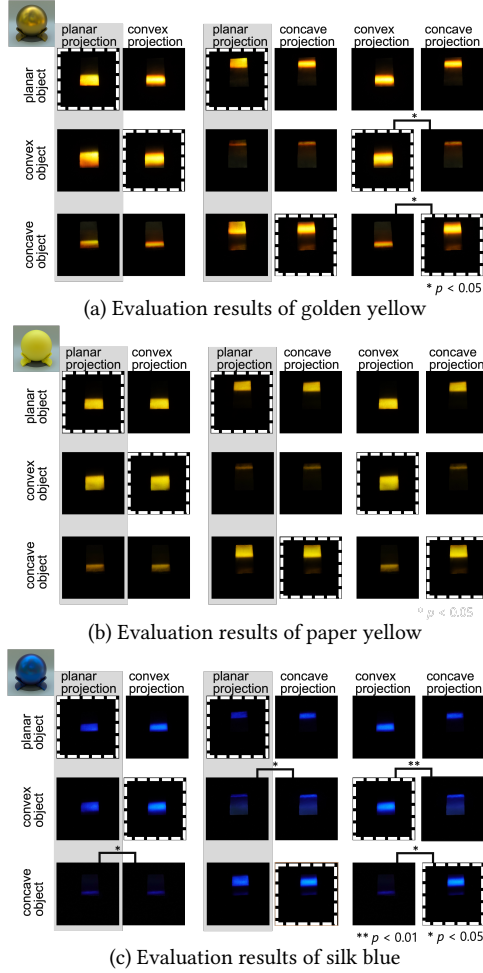 planar projection
convex projection
planar projection
concave projection
convex projection
concave projection
planar object
*
convex object
*
concave object
* p < 0.05
(a) Evaluation results of golden yellow
planar projection
convex projection
planar projection
concave projection
convex projection
concave projection
planar object
convex object
concave object
* p < 0.05
(b) Evaluation results of paper yellow
planar projection
convex projection
planar projection
concave projection
convex projection
concave projection
planar object
*
**
convex object
*
*
concave object
** p < 0.01
* p < 0.05
(c) Evaluation results of silk blue